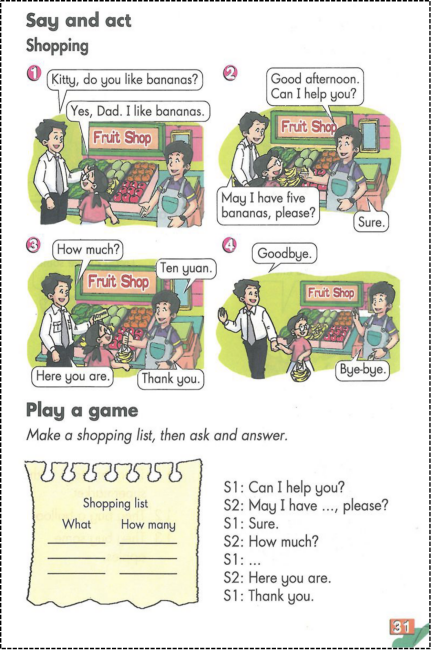 Say and act
Shopping
1
Kitty, do you like bananas?
Yes, Dad. I like bananas.
Fruit Shop
2
Good afternoon.
Can I help you?
Fruit Shop
May I have five
bananas, please?
Sure.
3
How much?
Ten yuan.
Fruit Shop
Here you are.
Thank you.
4
Goodbye.
Fruit Shop
Bye-bye.
Play a game
Make a shopping list, then ask and answer.
Shopping list
What How many
S1: Can I help you?
S2: May I have ..., please?
S1: Sure.
S2: How much?
S1: ...
S2: Here you are.
S1: Thank you.
31